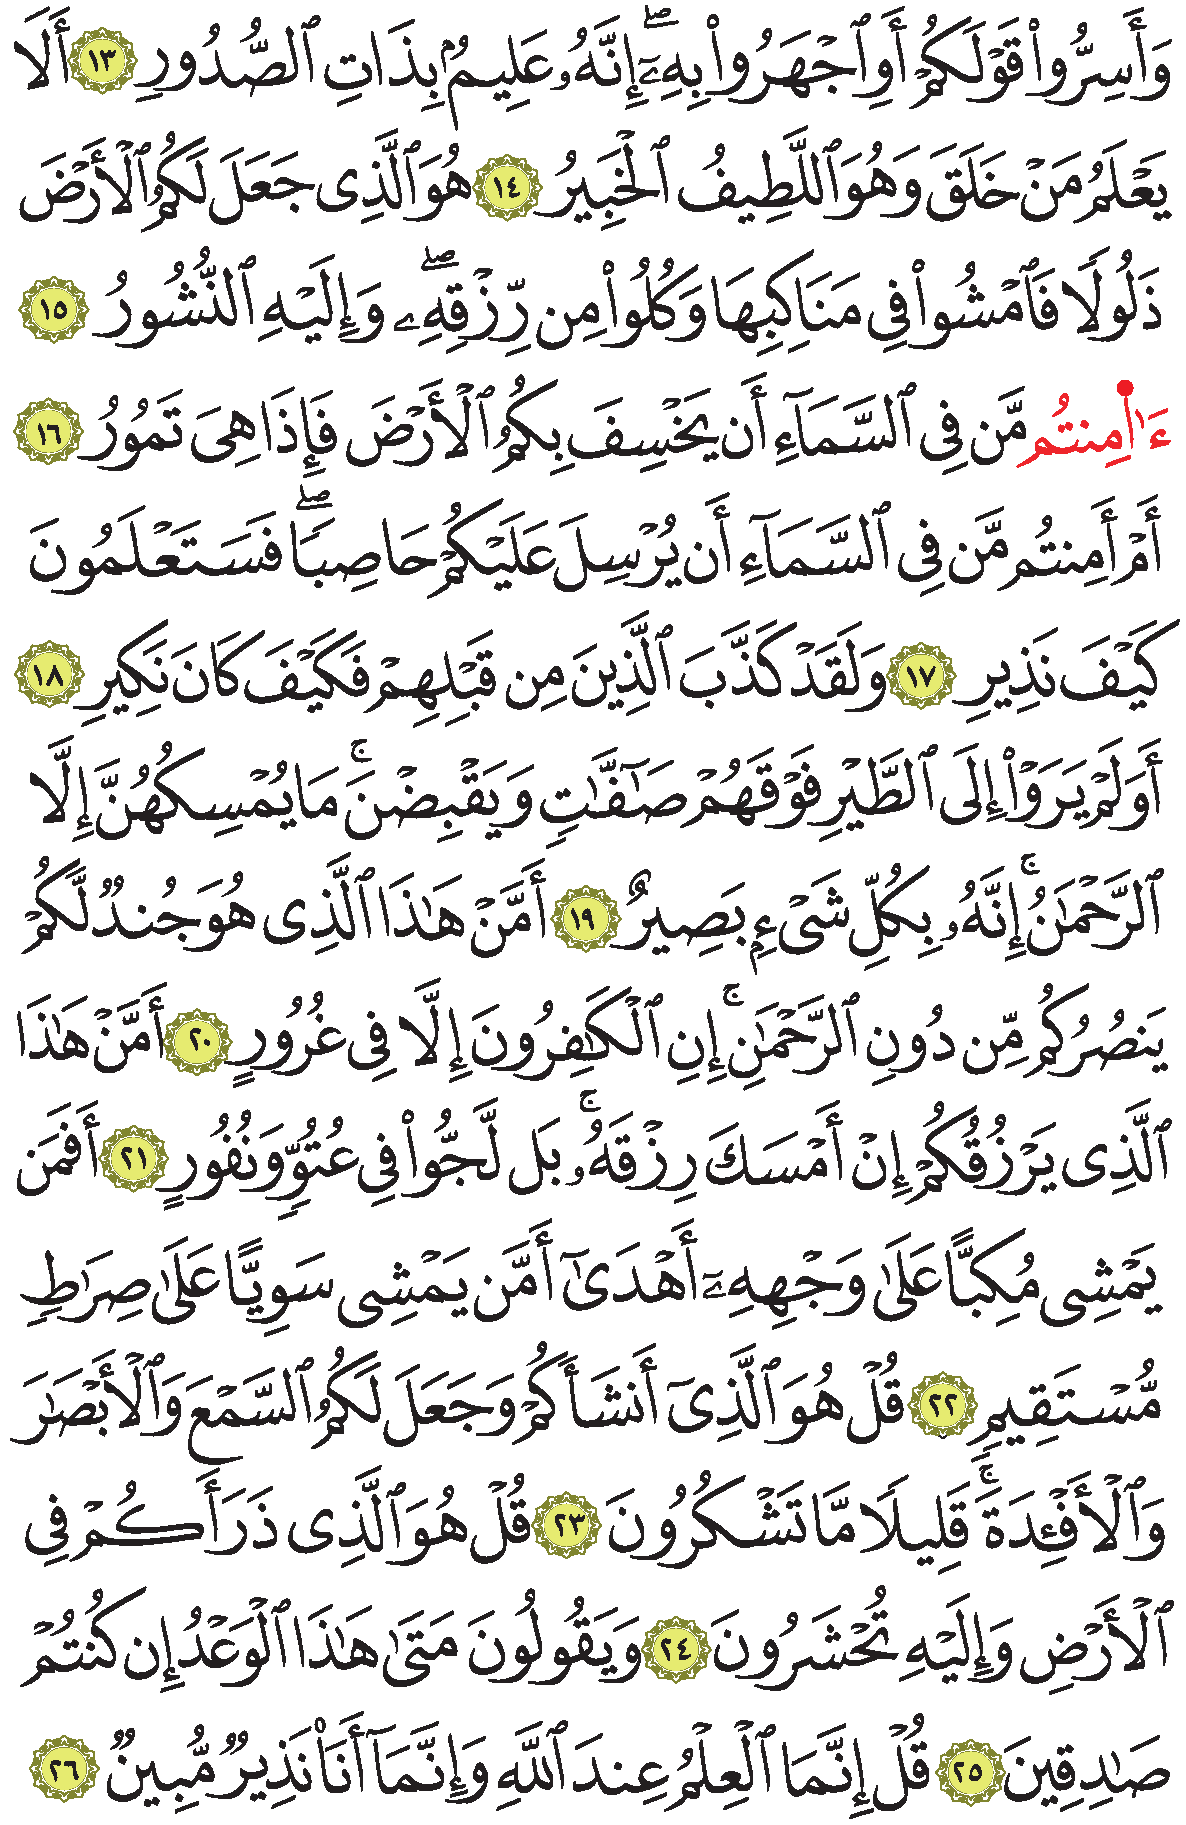 وَأَسِرُّوا۟ قَوْلَكُمْ أَوِ ٱجْهَرُوا۟ بِهِۦٓ ۖ إِنَّهُۥ عَلِيمٌۢ بِذَاتِ ٱلصُّدُورِ ١٣ أَلَا
يَعْلَمُ مَنْ خَلَقَ وَهُوَ ٱللَّطِيفُ ٱلْخَبِيرُ ١٤ هُوَ ٱلَّذِى جَعَلَ لَكُمُ ٱلْأَرْضَ
ذَلُولًا فَٱمْشُوا۟ فِى مَنَاكِبِهَا وَكُلُوا۟ مِن رِّزْقِهِۦ ۖ وَإِلَيْهِ ٱلنُّشُورُ ١٥
ءَا۬مِنتُم مَّن فِى ٱلسَّمَآءِ أَن يَخْسِفَ بِكُمُ ٱلْأَرْضَ فَإِذَا هِىَ تَمُورُ ١٦
أَمْ أَمِنتُم مَّن فِى ٱلسَّمَآءِ أَن يُرْسِلَ عَلَيْكُمْ حَاصِبًا ۖ فَسَتَعْلَمُونَ
كَيْفَ نَذِيرِ ١٧ وَلَقَدْ كَذَّبَ ٱلَّذِينَ مِن قَبْلِهِمْ فَكَيْفَ كَانَ نَكِيرِ ١٨
أَوَلَمْ يَرَوْا۟ إِلَى ٱلطَّيْرِ فَوْقَهُمْ صَـٰٓفَّـٰتٍ وَيَقْبِضْنَ ۚ مَا يُمْسِكُهُنَّ إِلَّا
ٱلرَّحْمَـٰنُ ۚ إِنَّهُۥ بِكُلِّ شَىْءٍۭ بَصِيرٌ ١٩ أَمَّنْ هَـٰذَا ٱلَّذِى هُوَ جُندٌ لَّكُمْ
يَنصُرُكُم مِّن دُونِ ٱلرَّحْمَـٰنِ ۚ إِنِ ٱلْكَـٰفِرُونَ إِلَّا فِى غُرُورٍ ٢٠ أَمَّنْ هَـٰذَا
ٱلَّذِى يَرْزُقُكُمْ إِنْ أَمْسَكَ رِزْقَهُۥ ۚ بَل لَّجُّوا۟ فِى عُتُوٍّ وَنُفُورٍ ٢١ أَفَمَن
يَمْشِى مُكِبًّا عَلَىٰ وَجْهِهِۦٓ أَهْدَىٰٓ أَمَّن يَمْشِى سَوِيًّا عَلَىٰ صِرَٰطٍ
مُّسْتَقِيمٍ ٢٢ قُلْ هُوَ ٱلَّذِىٓ أَنشَأَكُمْ وَجَعَلَ لَكُمُ ٱلسَّمْعَ وَٱلْأَبْصَـٰرَ
وَٱلْأَفْـِٔدَةَ ۚ قَلِيلًا مَّا تَشْكُرُونَ ٢٣ قُلْ هُوَ ٱلَّذِى ذَرَأَكُمْ فِى
ٱلْأَرْضِ وَإِلَيْهِ تُحْشَرُونَ ٢٤ وَيَقُولُونَ مَتَىٰ هَـٰذَا ٱلْوَعْدُ إِن كُنتُمْ
صَـٰدِقِينَ ٢٥ قُلْ إِنَّمَا ٱلْعِلْمُ عِندَ ٱللَّهِ وَإِنَّمَآ أَنَا۠ نَذِيرٌ مُّبِينٌ ٢٦